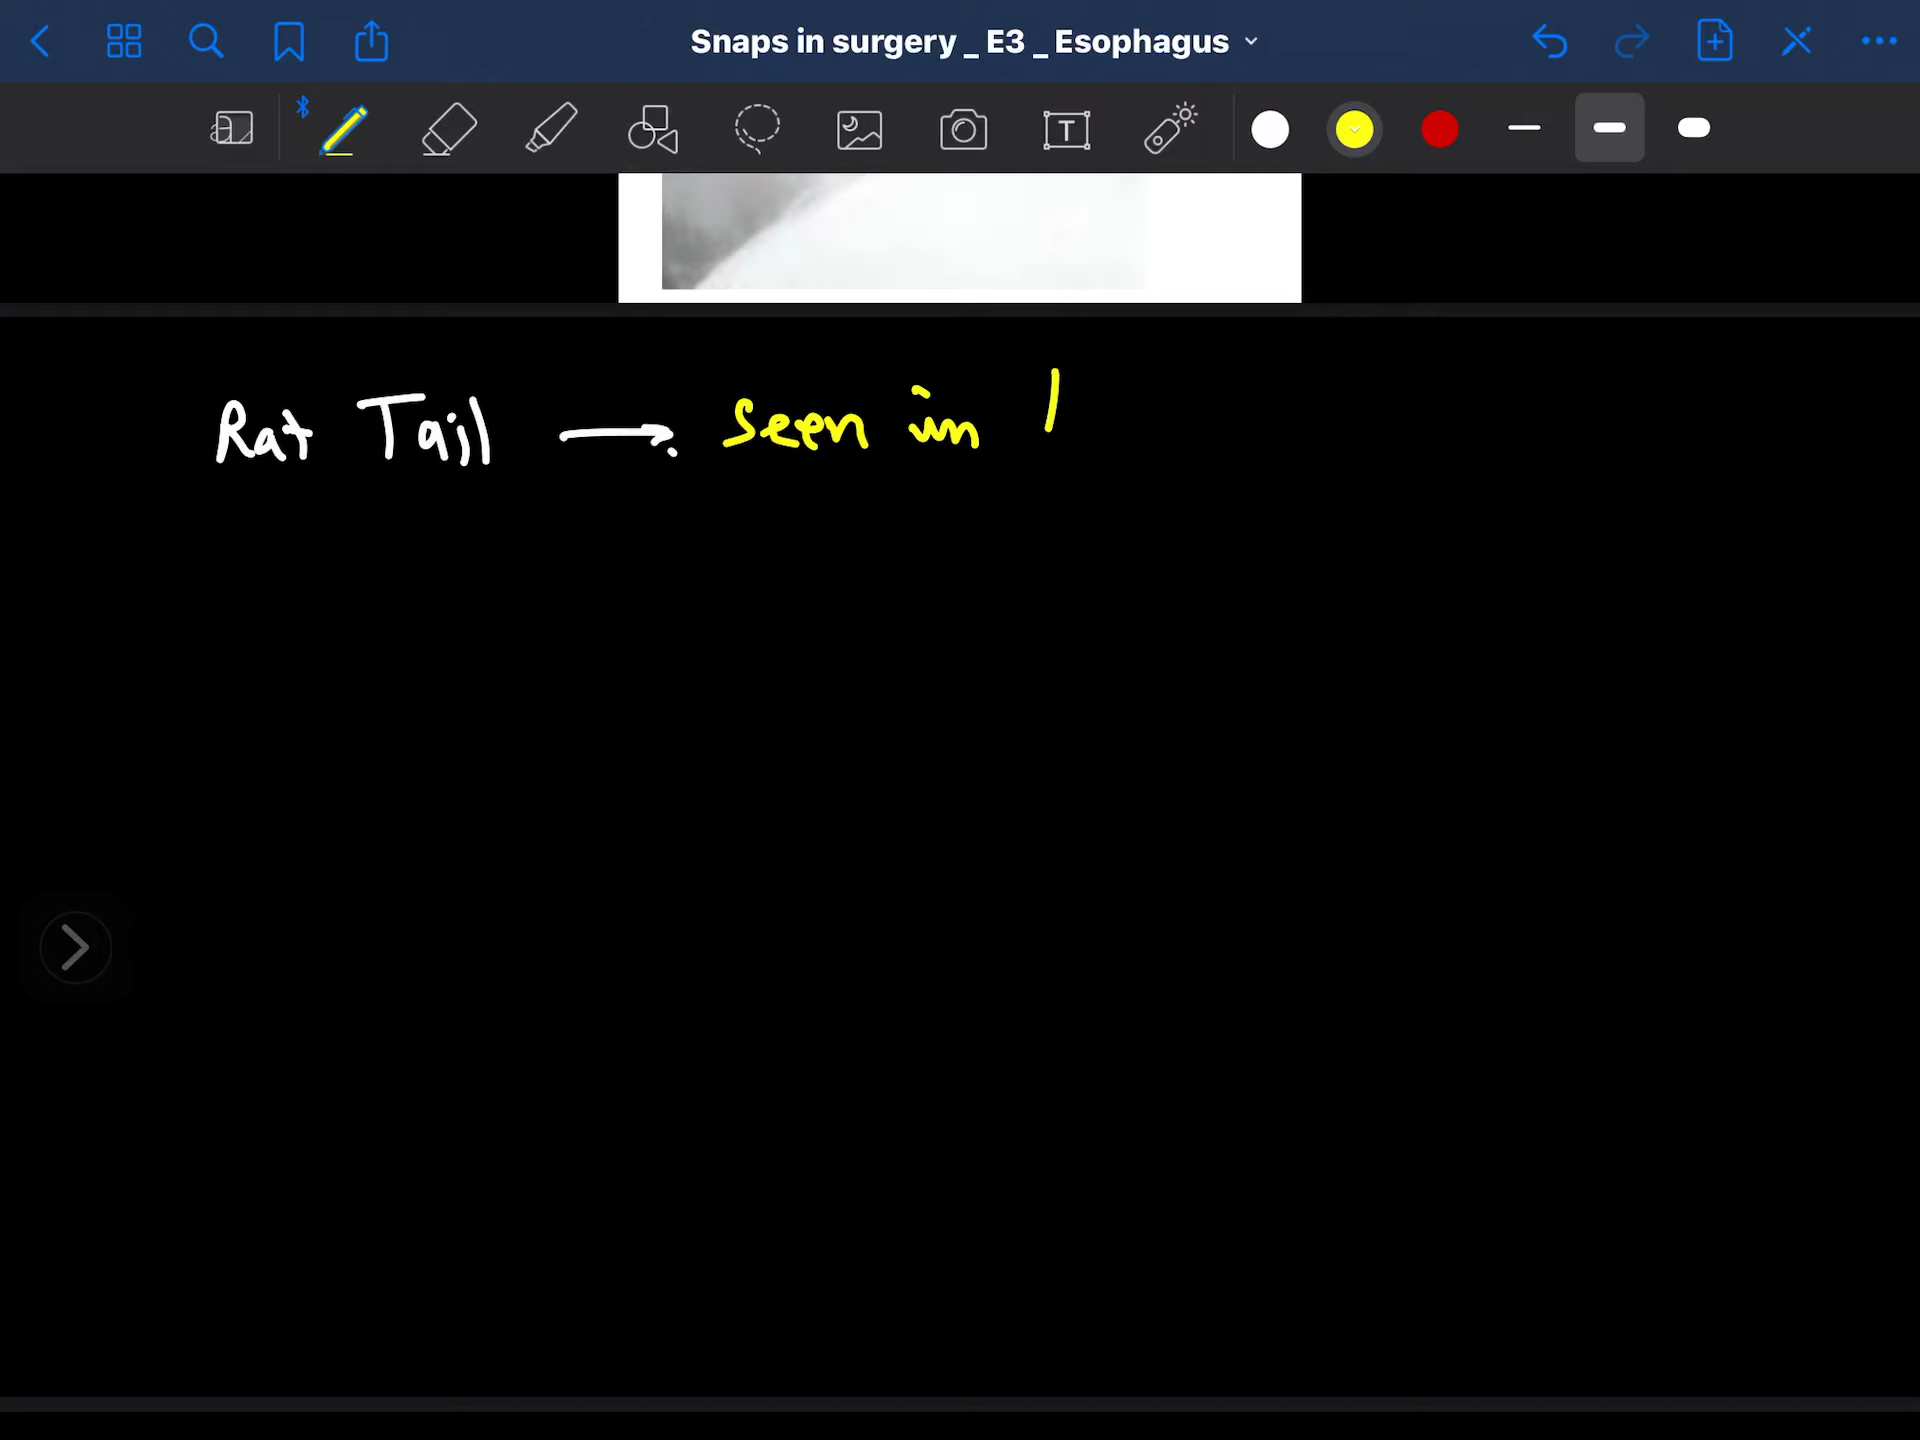 Snaps in surgery _ E3 _ Esophagus
Rat Tail → seen in